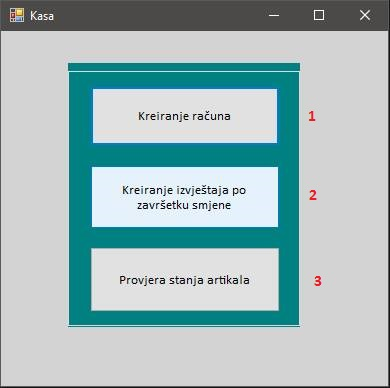 Kasa
Kreiranje računa
1
Kreiranje izvještaja po
završetku smjene
2
Provjera stanja artikala
3